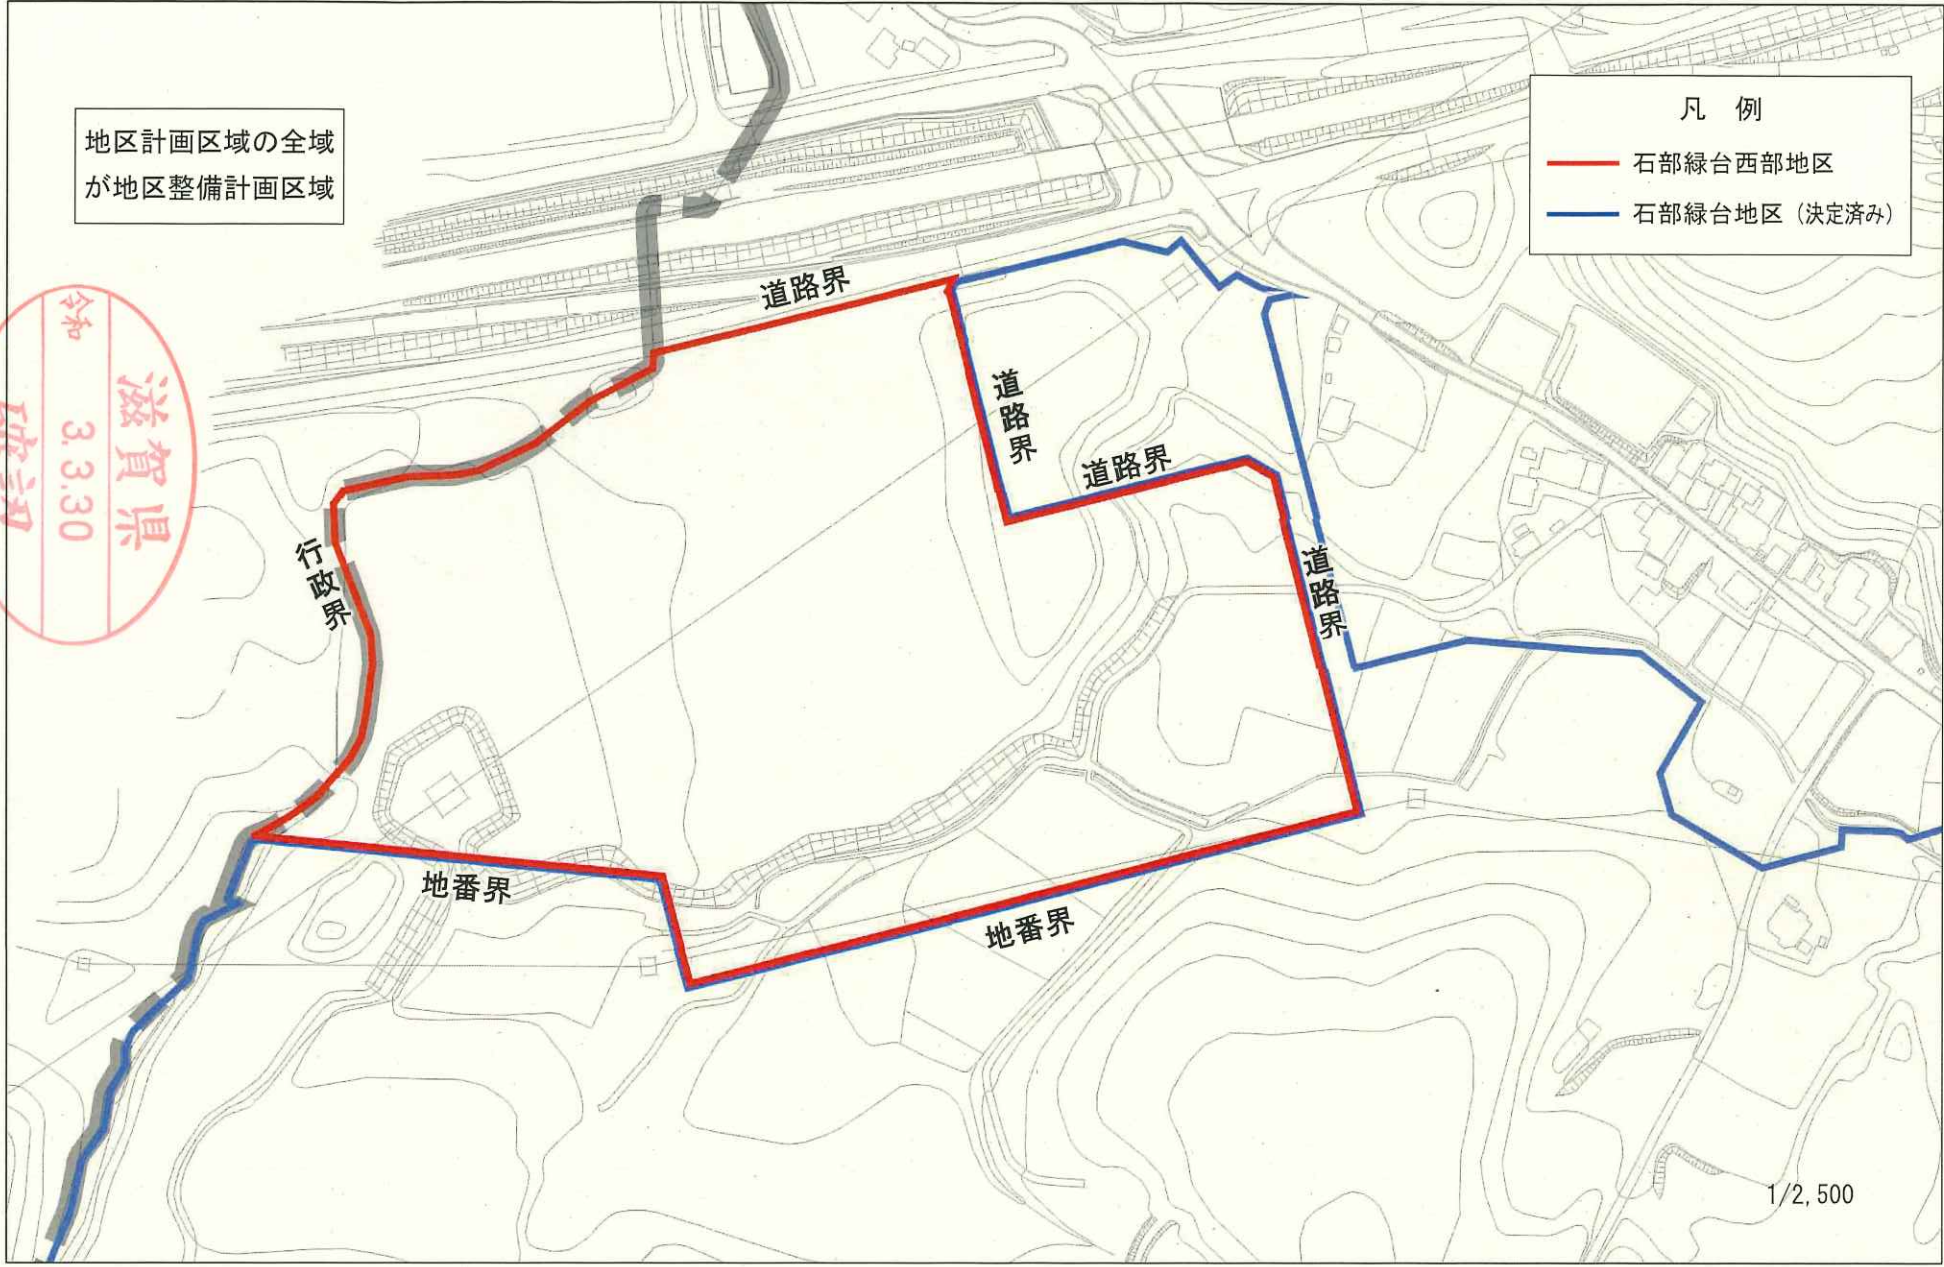 地区計画区域の全域
が地区整備計画区域
凡 例
石部緑台西部地区
石部緑台地区（決定済み）
道路界
道路界
道路界
道路界
行政界
地番界
地番界
滋賀県
令和
3.3.30
1/2,500